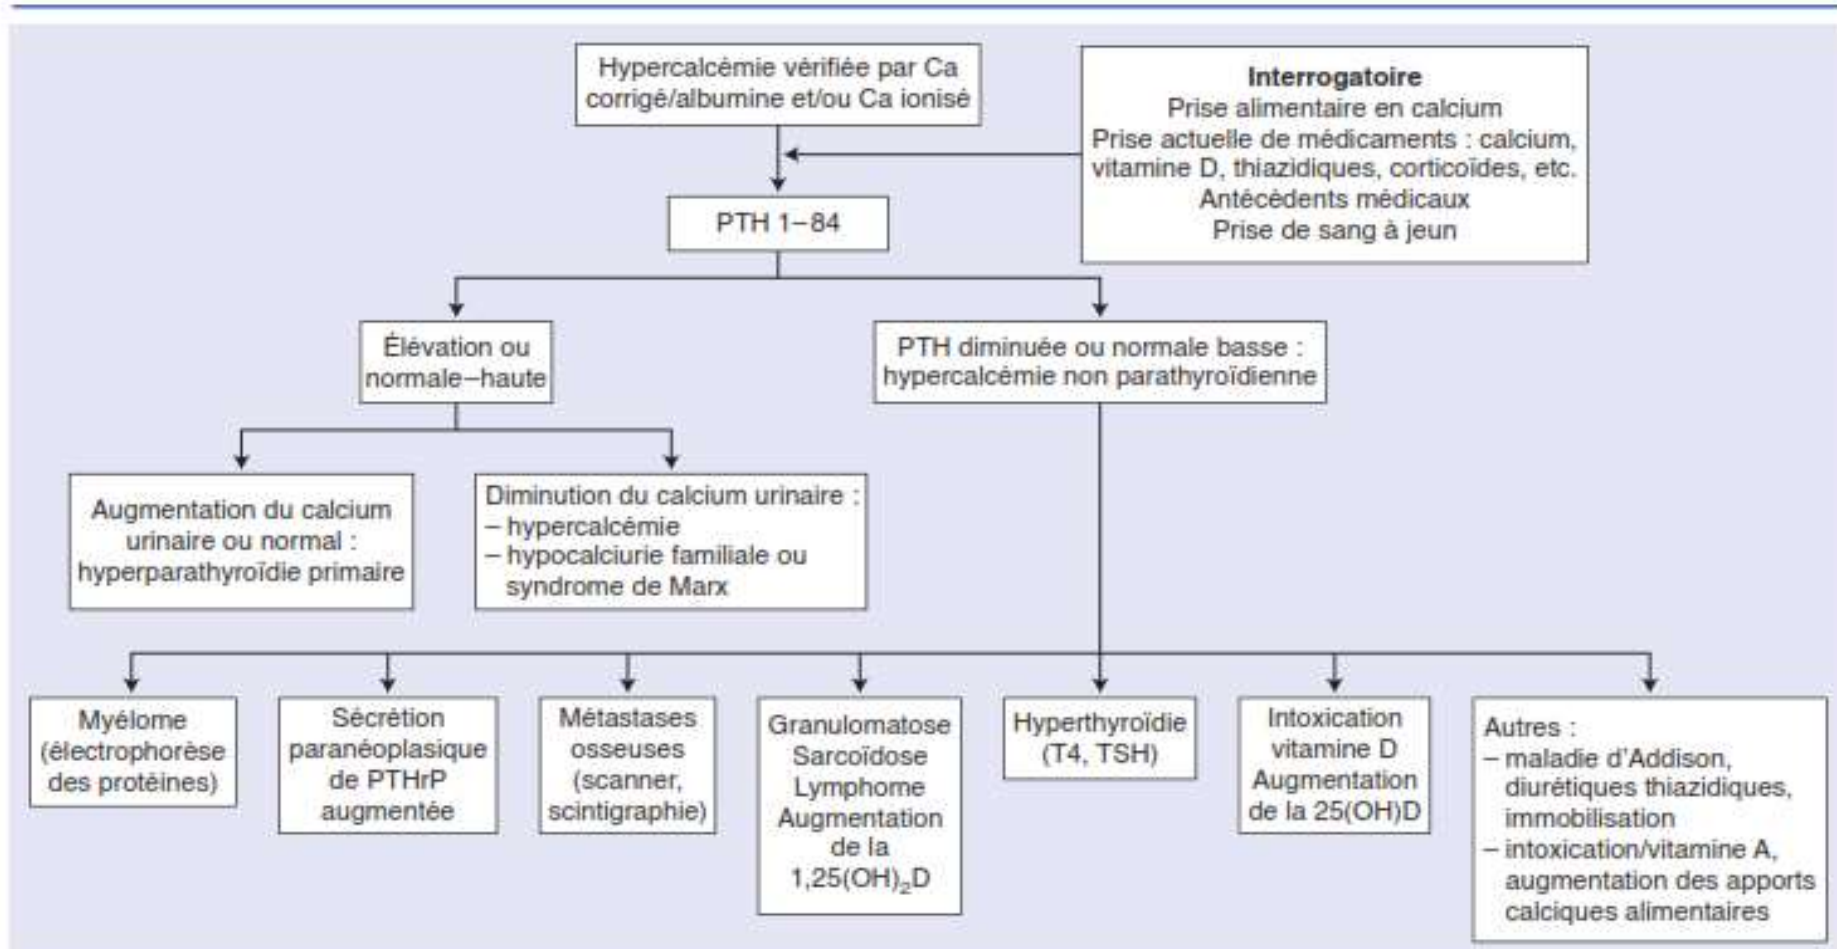 Hypercalcémie vérifiée par Ca
corrigé/albumine et/ou Ca ionisé
Interrogatoire
Prise alimentaire en calcium
Prise actuelle de médicaments : calcium,
vitamine D, thiazidiques, corticoïdes, etc.
Antécédents médicaux
Prise de sang à jeun
PTH 1–84
Élévation ou
normale–haute
PTH diminuée ou normale basse :
hypercalcémie non parathyroïdienne
Augmentation du calcium
urinaire ou normal :
hyperparathyroïdie primaire
Diminution du calcium urinaire :
– hypercalcémie
– hypocalciurie familiale ou
syndrome de Marx
Myélome
(électrophorèse
des protéines)
Sécrétion
paranéoplasique
de PTHrP
augmentée
Métastases
osseuses
(scanner,
scintigraphie)
Granulomatose
Sarcoïdose
Lymphome
Augmentation
de la
1,25(OH)₂D
Hyperthyroïdie
(T4, TSH)
Intoxication
vitamine D
Augmentation
de la 25(OH)D
Autres :
– maladie d'Addison,
diurétiques thiazidiques,
immobilisation
– intoxication/vitamine A,
augmentation des apports
calciques alimentaires